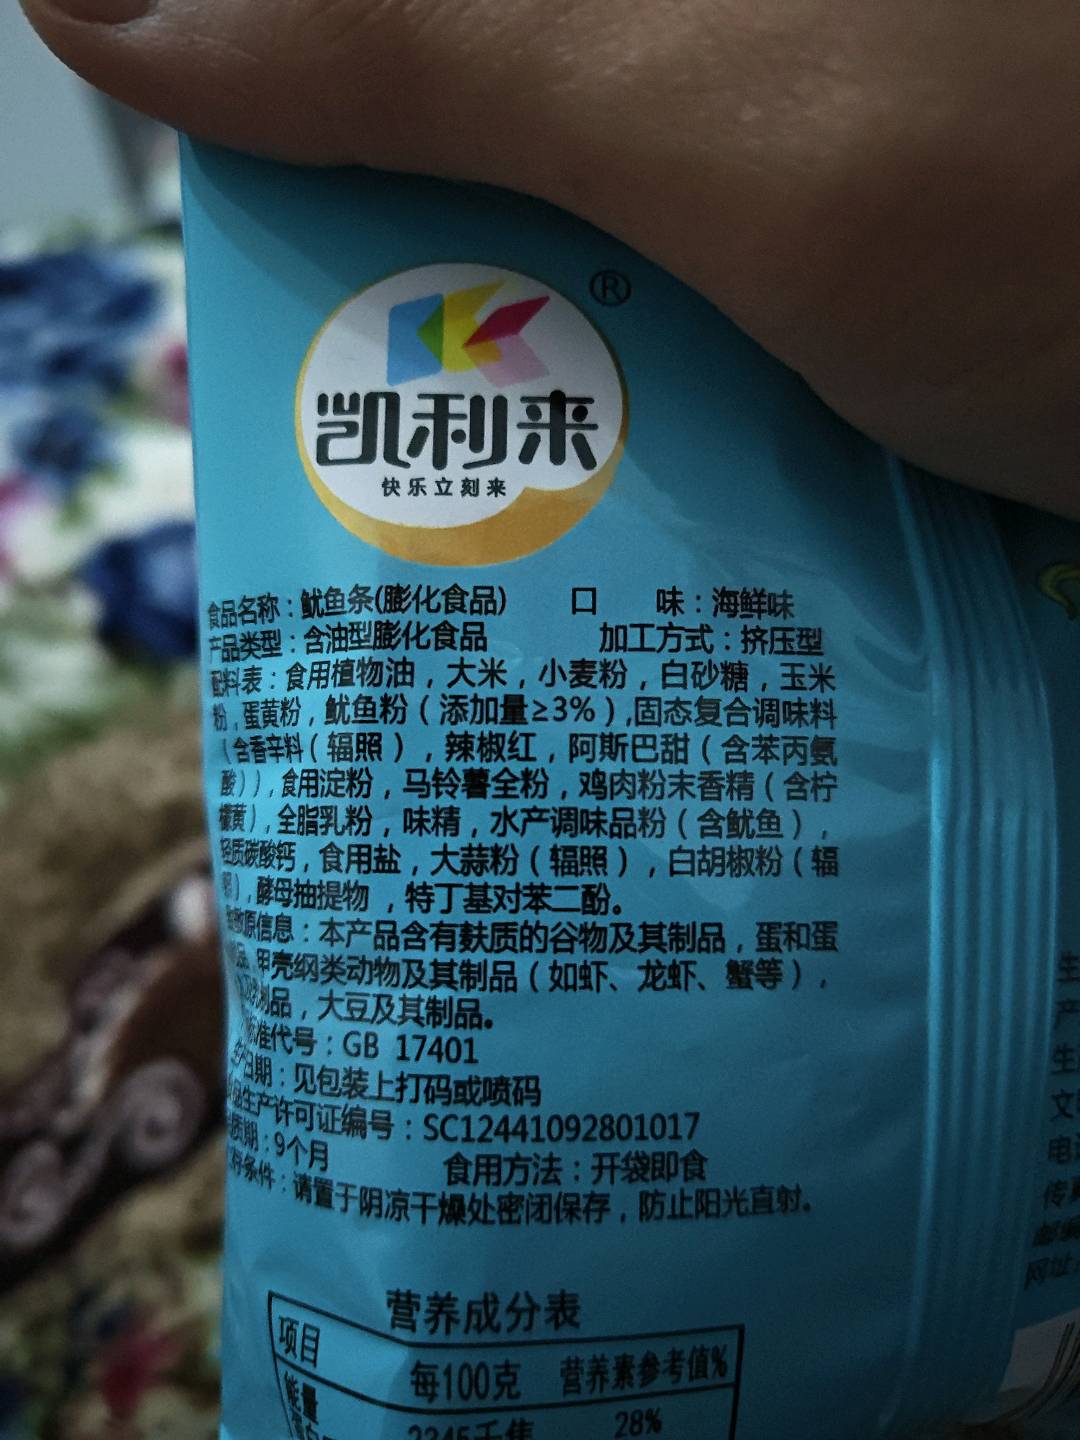 ®
凯利来
快乐立刻来
食品名称：鱿鱼条(膨化食品) 口 味：海鲜味
产品类型：含油型膨化食品 加工方式：挤压型
配料表：食用植物油，大米，小麦粉，白砂糖，玉米
粉，蛋黄粉，鱿鱼粉（添加量≥3%），固态复合调味料
（含香辛料（辐照），辣椒红，阿斯巴甜（含苯丙氨
酸)），食用淀粉，马铃薯全粉，鸡肉粉末香精（含柠
檬黄），全脂乳粉，味精，水产调味品粉（含鱿鱼），
轻质碳酸钙，食用盐，大蒜粉（辐照），白胡椒粉（辐
照），酵母抽提物，特丁基对苯二酚。
致敏原信息：本产品含有麸质的谷物及其制品，蛋和蛋
甲壳纲类动物及其制品（如虾、龙虾、蟹等），
制品，大豆及其制品。
标准代号：GB 17401
生产日期：见包装上打码或喷码
生产许可证编号：SC12441092801017
质期：9个月 食用方法：开袋即食
条件：请置于阴凉干燥处密闭保存，防止阳光直射。
营养成分表
项目 每100克 营养素参考值%
能量 2345千焦 28%
生
产
生
电
传
网址